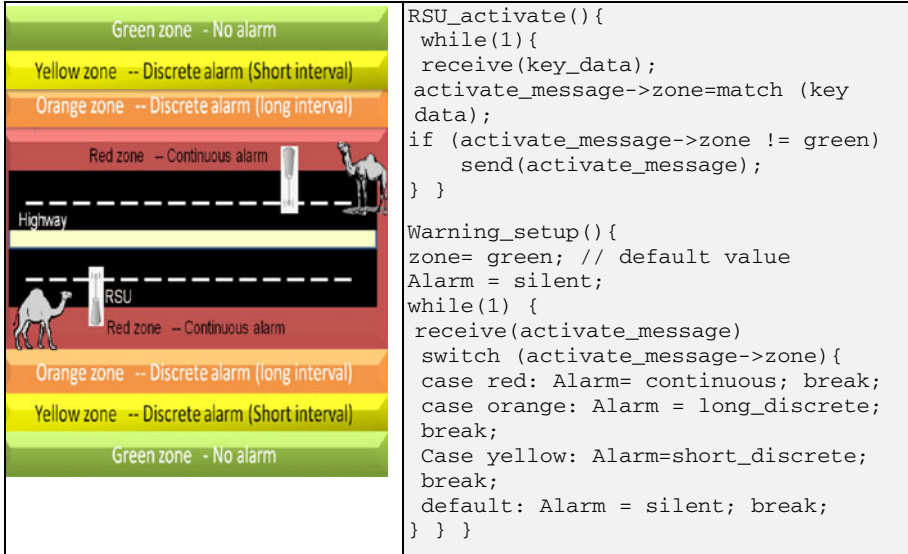 Green zone - No alarm
Yellow zone -- Discrete alarm (Short interval)
Orange zone -- Discrete alarm (long interval)
Red zone -- Continuous alarm
Highway
RSU
Red zone -- Continuous alarm
Orange zone -- Discrete alarm (long interval)
Yellow zone -- Discrete alarm (Short interval)
Green zone - No alarm
RSU_activate(){
while(1){
receive(key_data);
activate_message->zone=match (key
data);
if (activate_message->zone != green)
send(activate_message);
} }
Warning_setup(){
zone= green; // default value
Alarm = silent;
while(1) {
receive(activate_message)
switch (activate_message->zone){
case red: Alarm= continuous; break;
case orange: Alarm = long_discrete;
break;
Case yellow: Alarm=short_discrete;
break;
default: Alarm = silent; break;
} } }